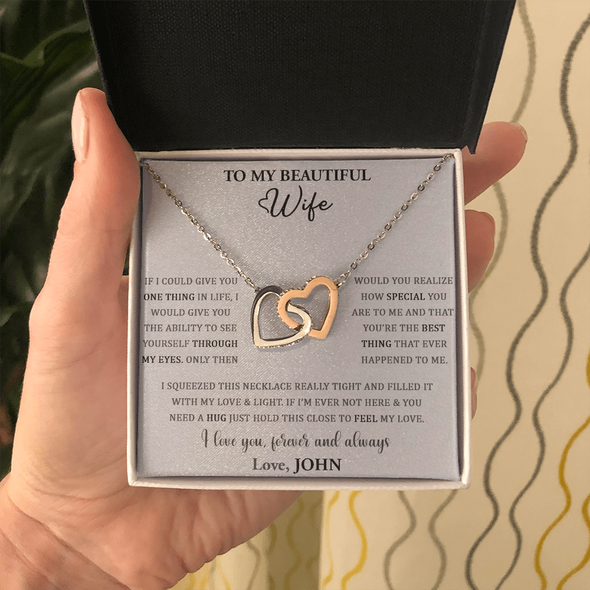 TO MY BEAUTIFUL
Wife
IF I COULD GIVE YOU
ONE THING IN LIFE, I
WOULD GIVE YOU
THE ABILITY TO SEE
YOURSELF THROUGH
MY EYES. ONLY THEN
WOULD YOU REALIZE
HOW SPECIAL YOU
ARE TO ME AND THAT
YOU'RE THE BEST
THING THAT EVER
HAPPENED TO ME.
I SQUEEZED THIS NECKLACE REALLY TIGHT AND FILLED IT
WITH MY LOVE & LIGHT. IF I'M EVER NOT HERE & YOU
NEED A HUG JUST HOLD THIS CLOSE TO FEEL MY LOVE.
I love you, forever and always
Love, JOHN